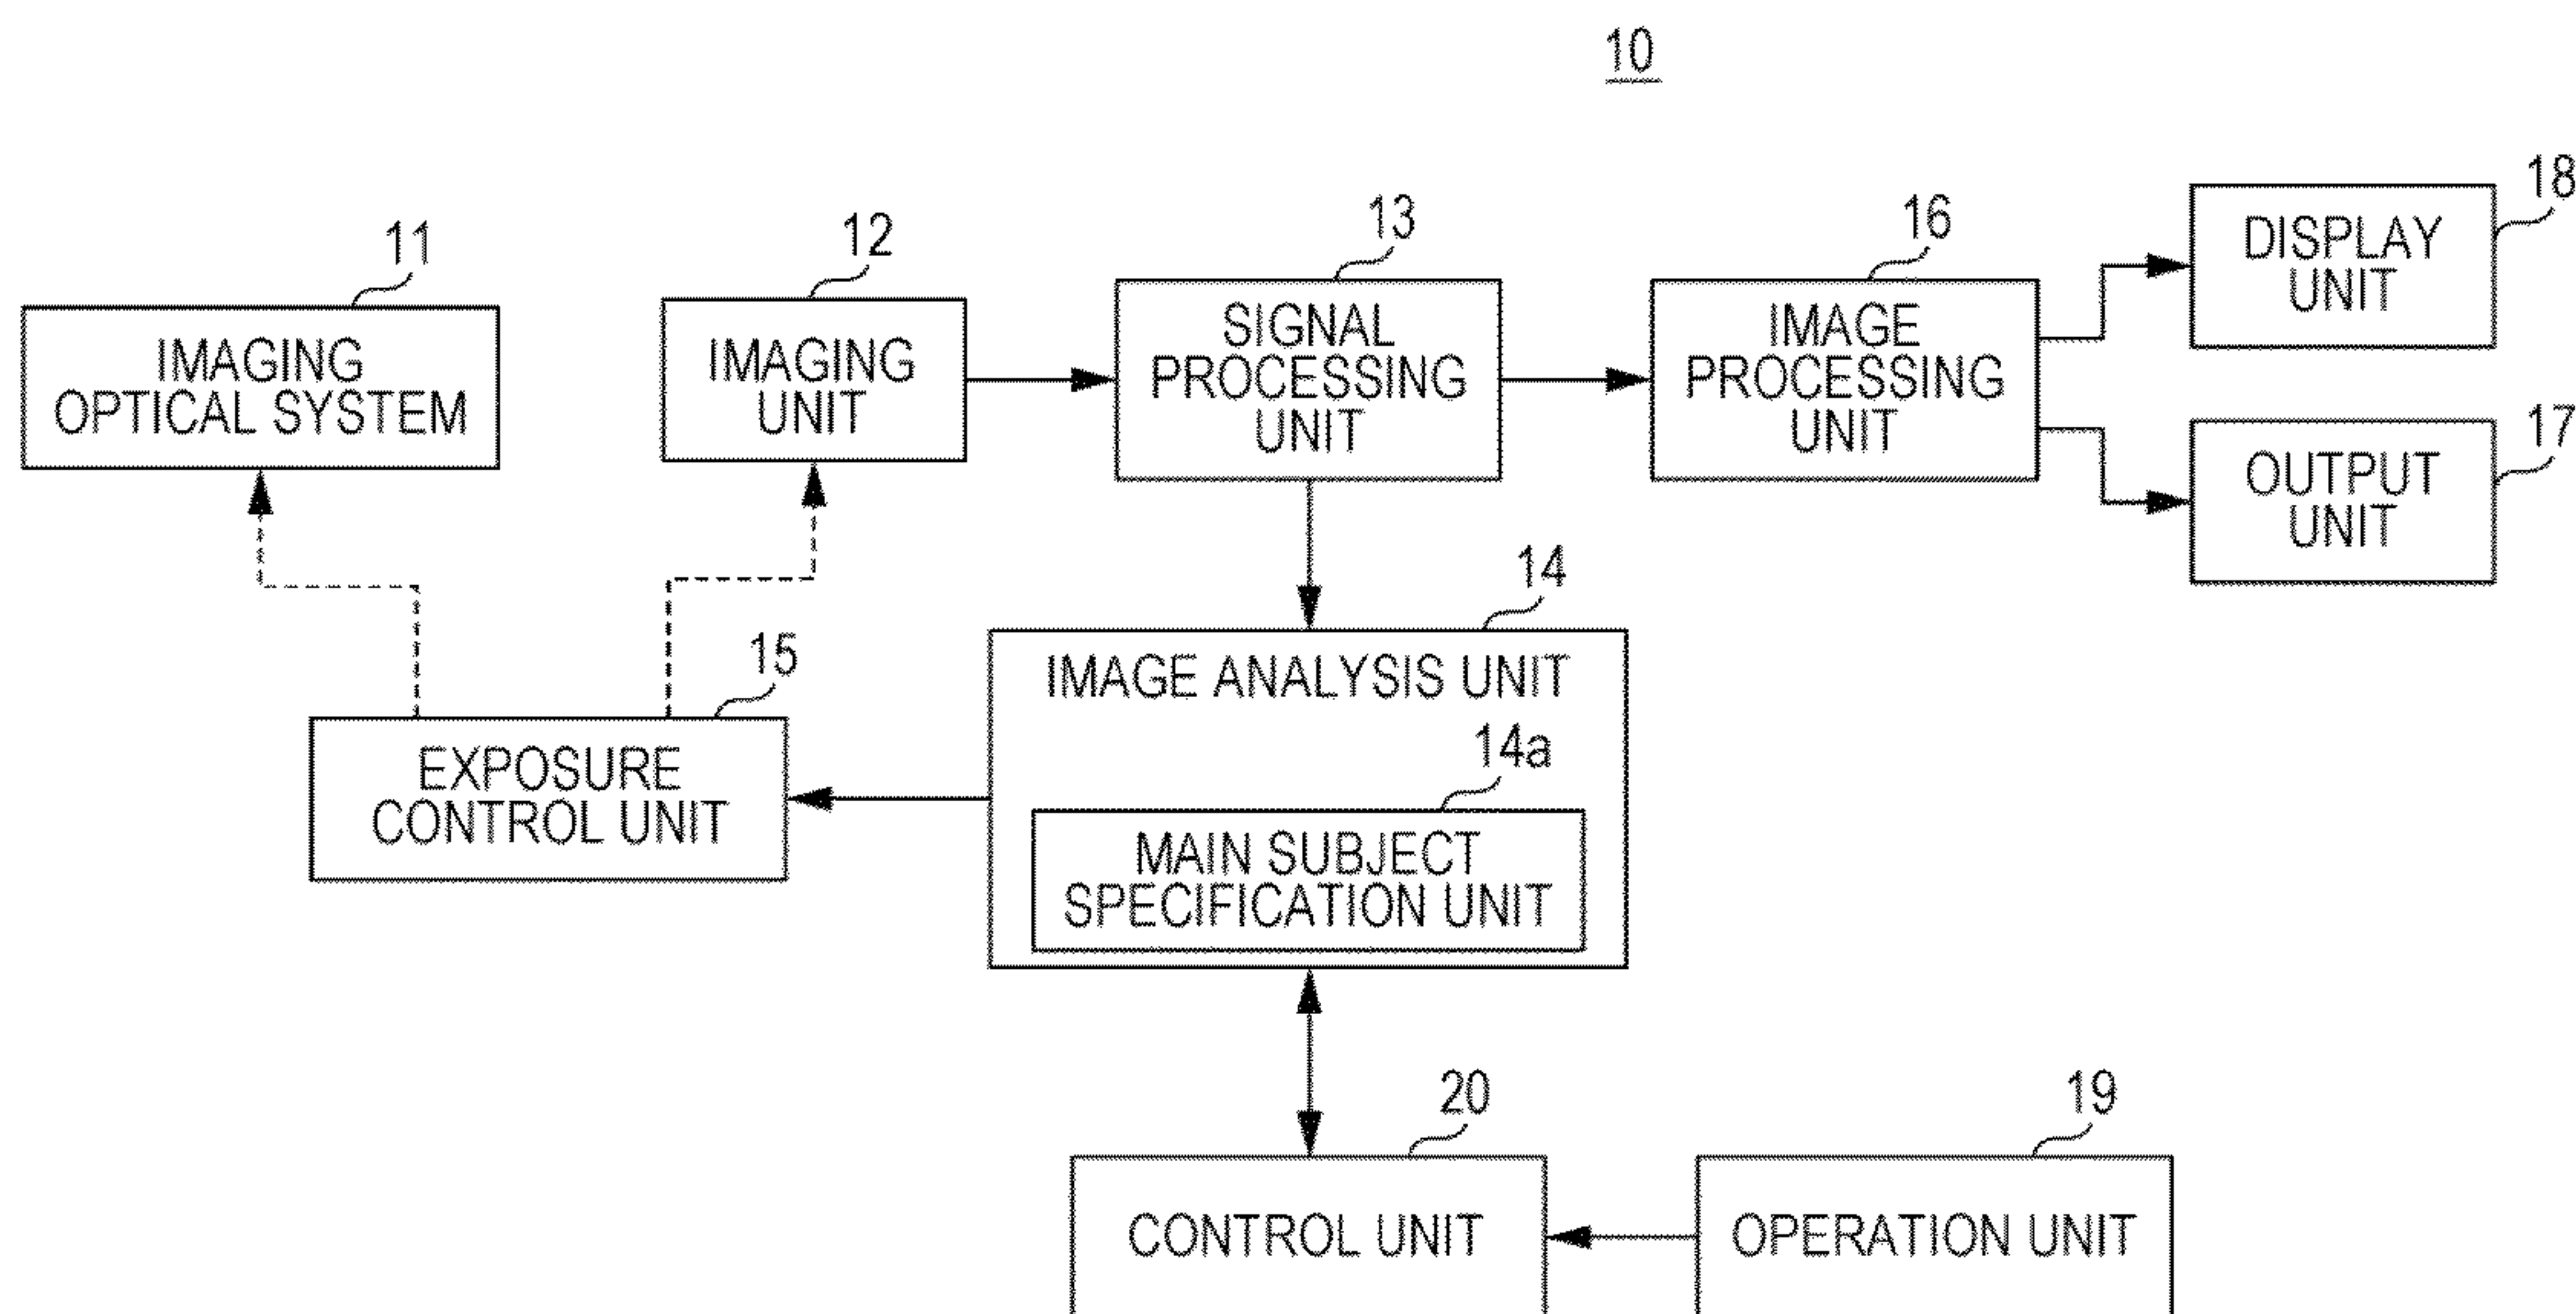 10
11
IMAGING
OPTICAL SYSTEM
12
IMAGING
UNIT
13
SIGNAL
PROCESSING
UNIT
16
IMAGE
PROCESSING
UNIT
18
DISPLAY
UNIT
17
OUTPUT
UNIT
14
IMAGE ANALYSIS UNIT
14a
MAIN SUBJECT
SPECIFICATION UNIT
15
EXPOSURE
CONTROL UNIT
20
CONTROL UNIT
19
OPERATION UNIT